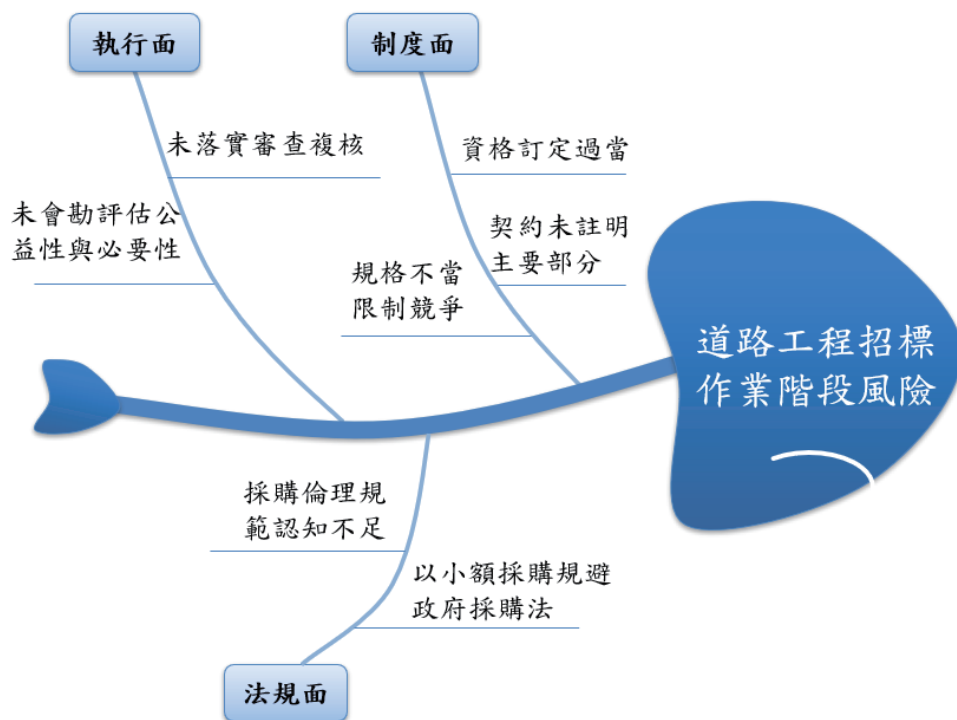 執行面
制度面
未落實審查複核
未會勘評估公
益性與必要性
資格訂定過當
契約未註明
主要部分
規格不當
限制競爭
道路工程招標
作業階段風險
採購倫理規
範認知不足
以小額採購規避
政府採購法
法規面